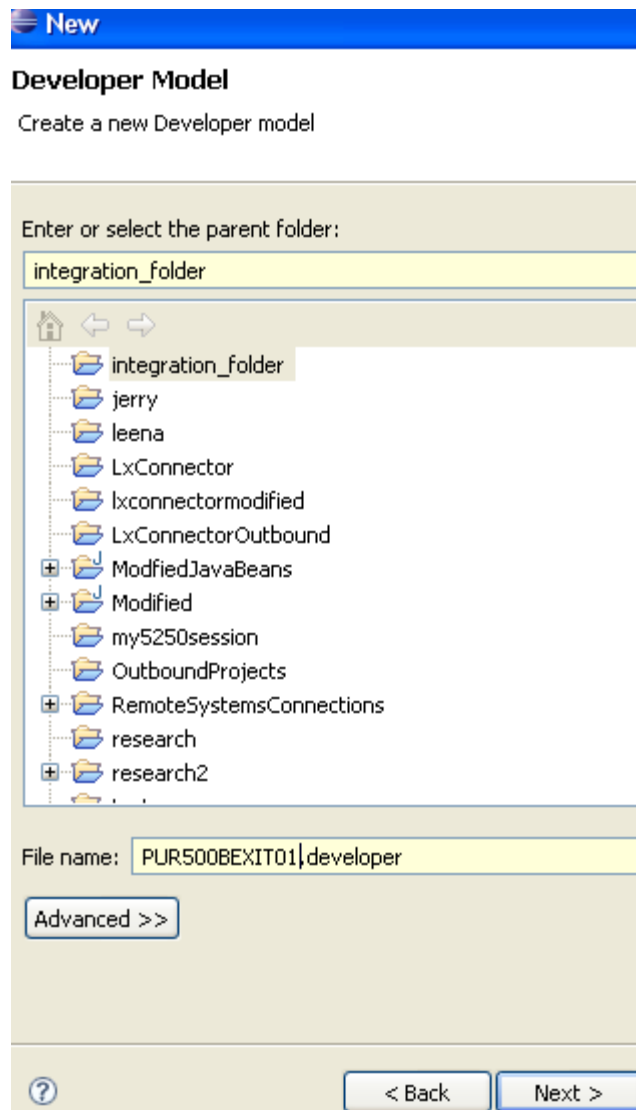 New
Developer Model
Create a new Developer model
Enter or select the parent folder:
integration_folder
integration_folder
jerry
leena
LxConnector
lxconnectormodified
LxConnectorOutbound
ModfiedJavaBeans
Modified
my5250session
OutboundProjects
RemoteSystemsConnections
research
research2
File name: PUR500BEXIT01.developer
Advanced >>
< Back Next >